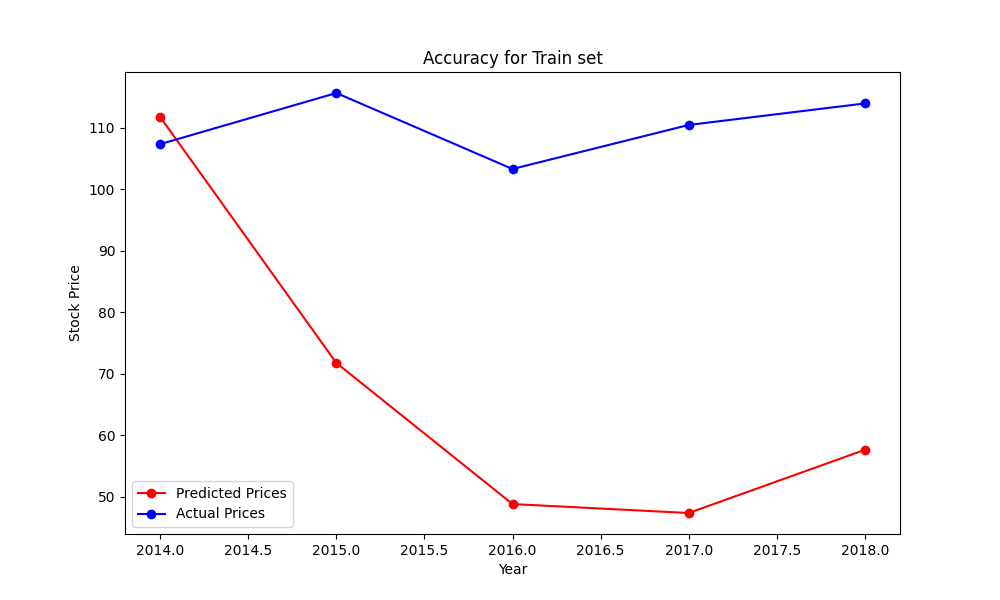 Accuracy for Train set
Stock Price
110
100
90
80
70
60
50
Predicted Prices
Actual Prices
2014.0 2014.5 2015.0 2015.5 2016.0 2016.5 2017.0 2017.5 2018.0
Year